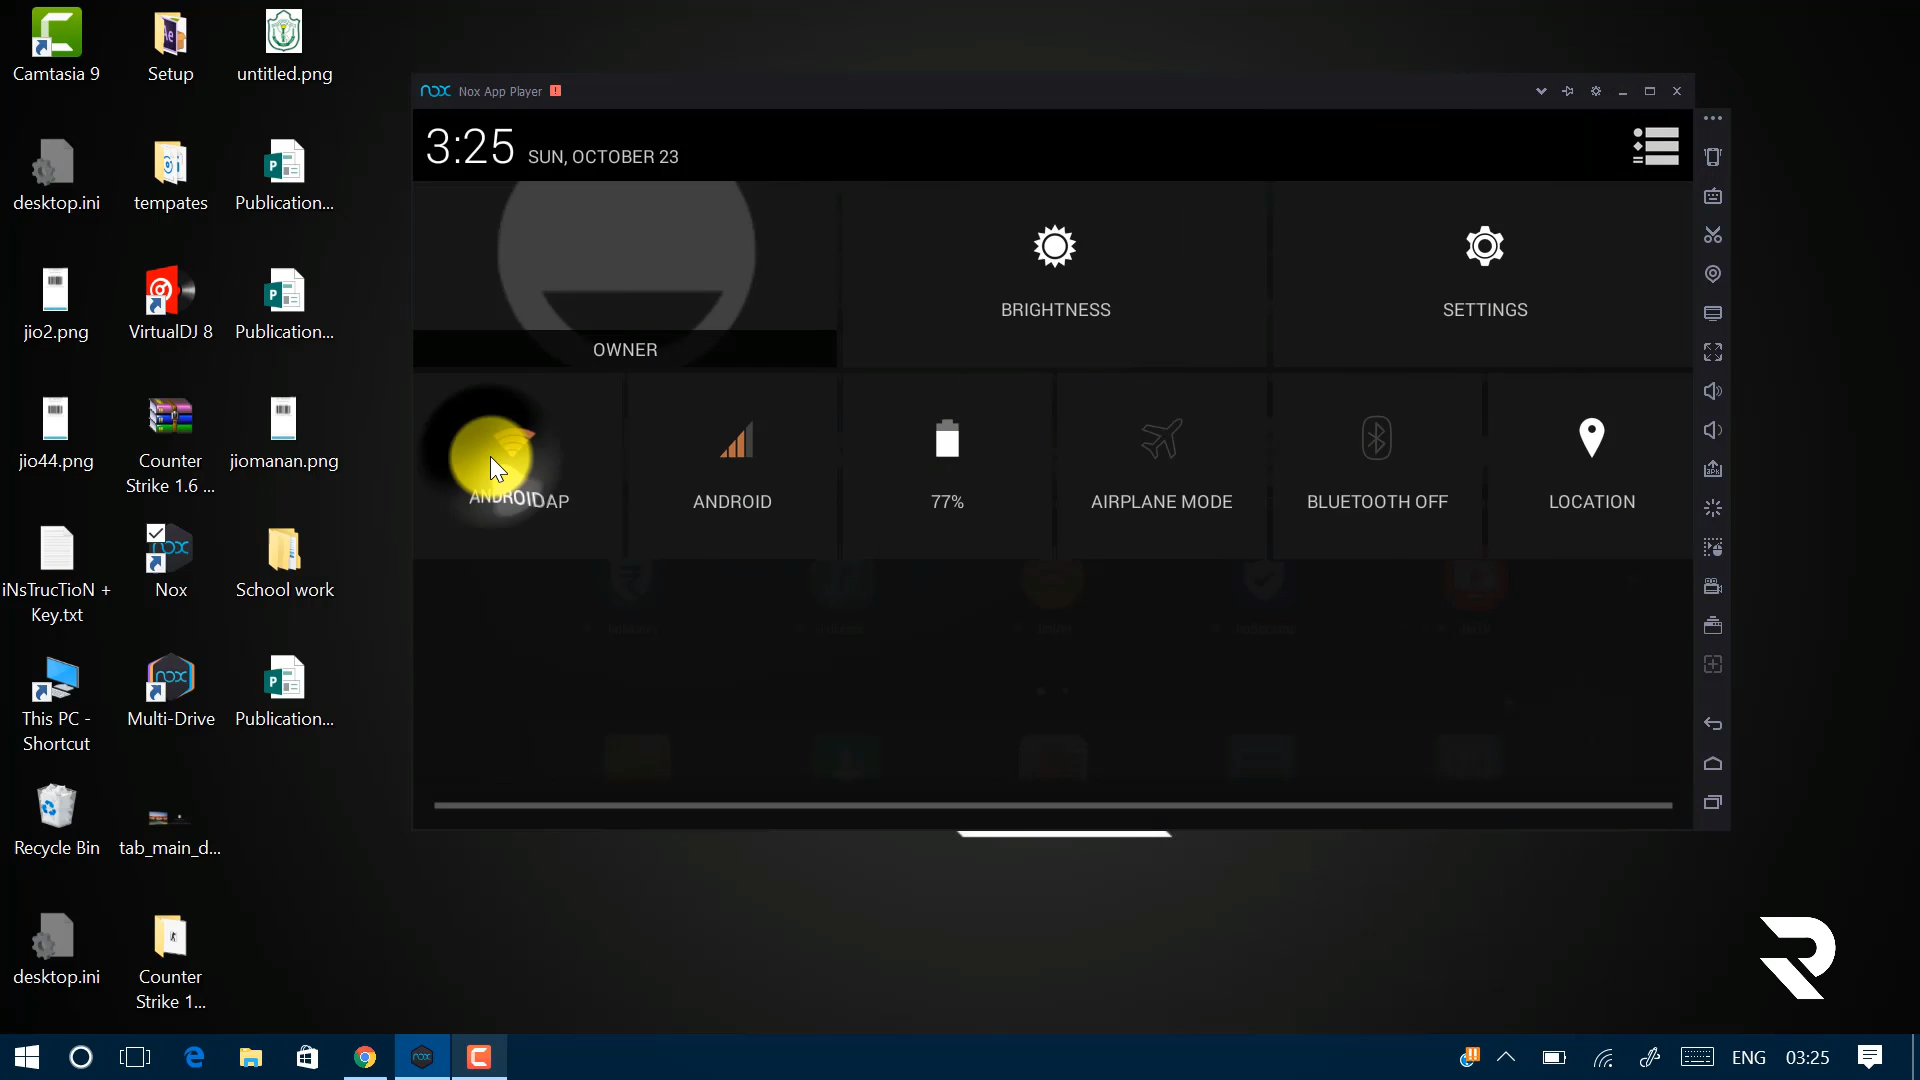 Camtasia 9
Setup
untitled.png
desktop.ini
tempates
Publication...
jio2.png
VirtualDJ 8
Publication...
jio44.png
Counter
Strike 1.6 ...
jiomanan.png
iNsTrucTioN +
Key.txt
Nox
School work
This PC -
Shortcut
Multi-Drive
Publication...
Recycle Bin
tab_main_d...
desktop.ini
Counter
Strike 1...
nox Nox App Player
3:25 SUN, OCTOBER 23
OWNER
BRIGHTNESS
SETTINGS
ANDROIDAP
ANDROID
77%
AIRPLANE MODE
BLUETOOTH OFF
LOCATION
ENG 03:25